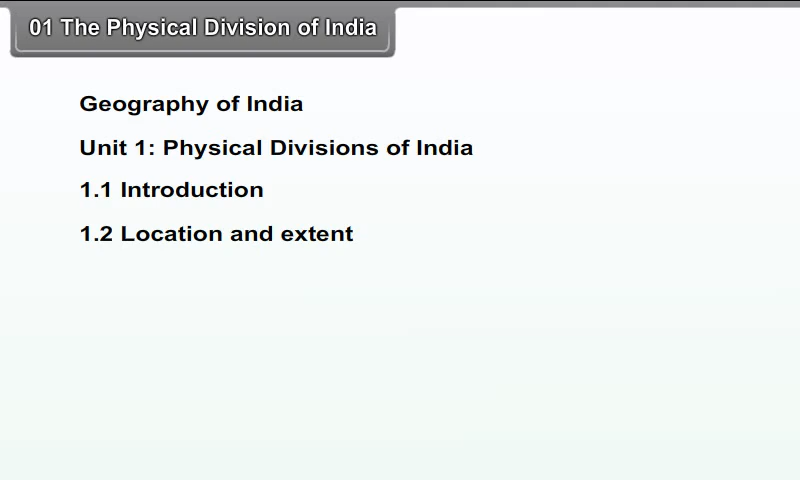 01 The Physical Division of India
Geography of India
Unit 1: Physical Divisions of India
1.1 Introduction
1.2 Location and extent